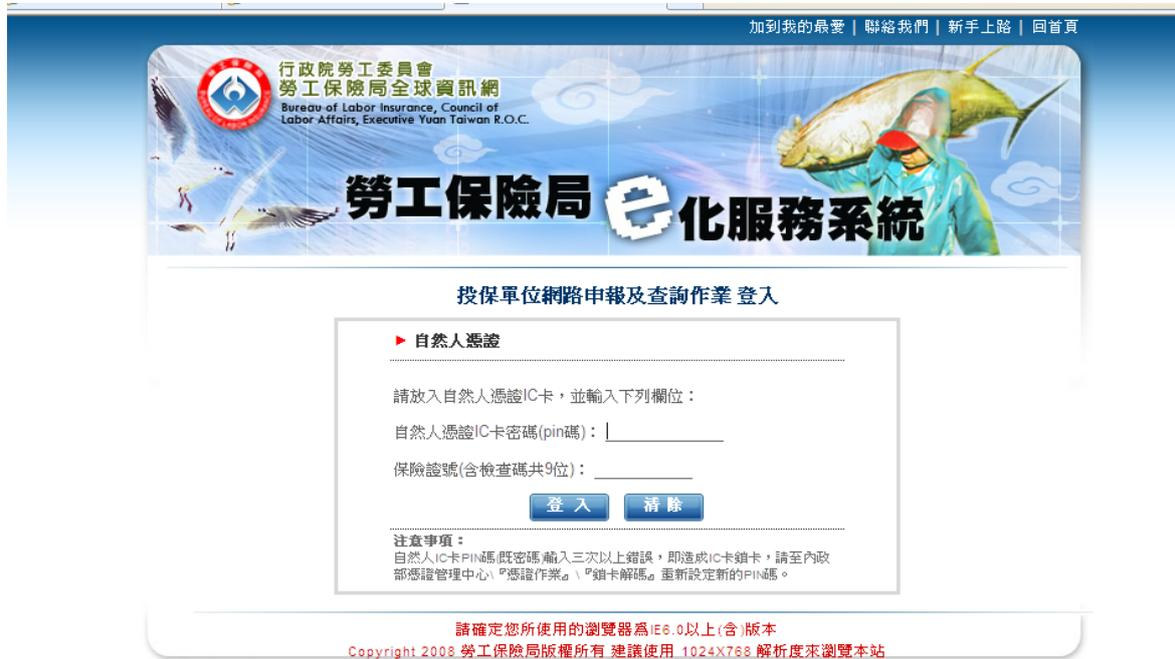 加到我的最愛 | 聯絡我們 | 新手上路 | 回首頁
行政院勞工委員會
勞工保險局全球資訊網
Bureau of Labor Insurance, Council of
Labor Affairs, Executive Yuan Taiwan R.O.C.
勞工保險局e化服務系統
投保單位網路申報及查詢作業 登入
自然人憑證
請放入自然人憑證IC卡，並輸入下列欄位：
自然人憑證IC卡密碼(pin碼)：
保險證號(含檢查碼共9位)：
登 入 清 除
注意事項：
自然人IC卡PIN碼(既密碼)輸入三次以上錯誤，即造成IC卡鎖卡，請至內政
部憑證管理中心\『憑證作業』\『鎖卡解碼』重新設定新的PIN碼。
請確定您所使用的瀏覽器為IE6.0以上(含)版本
Copyright 2008 勞工保險局版權所有 建議使用 1024X768 解析度來瀏覽本站